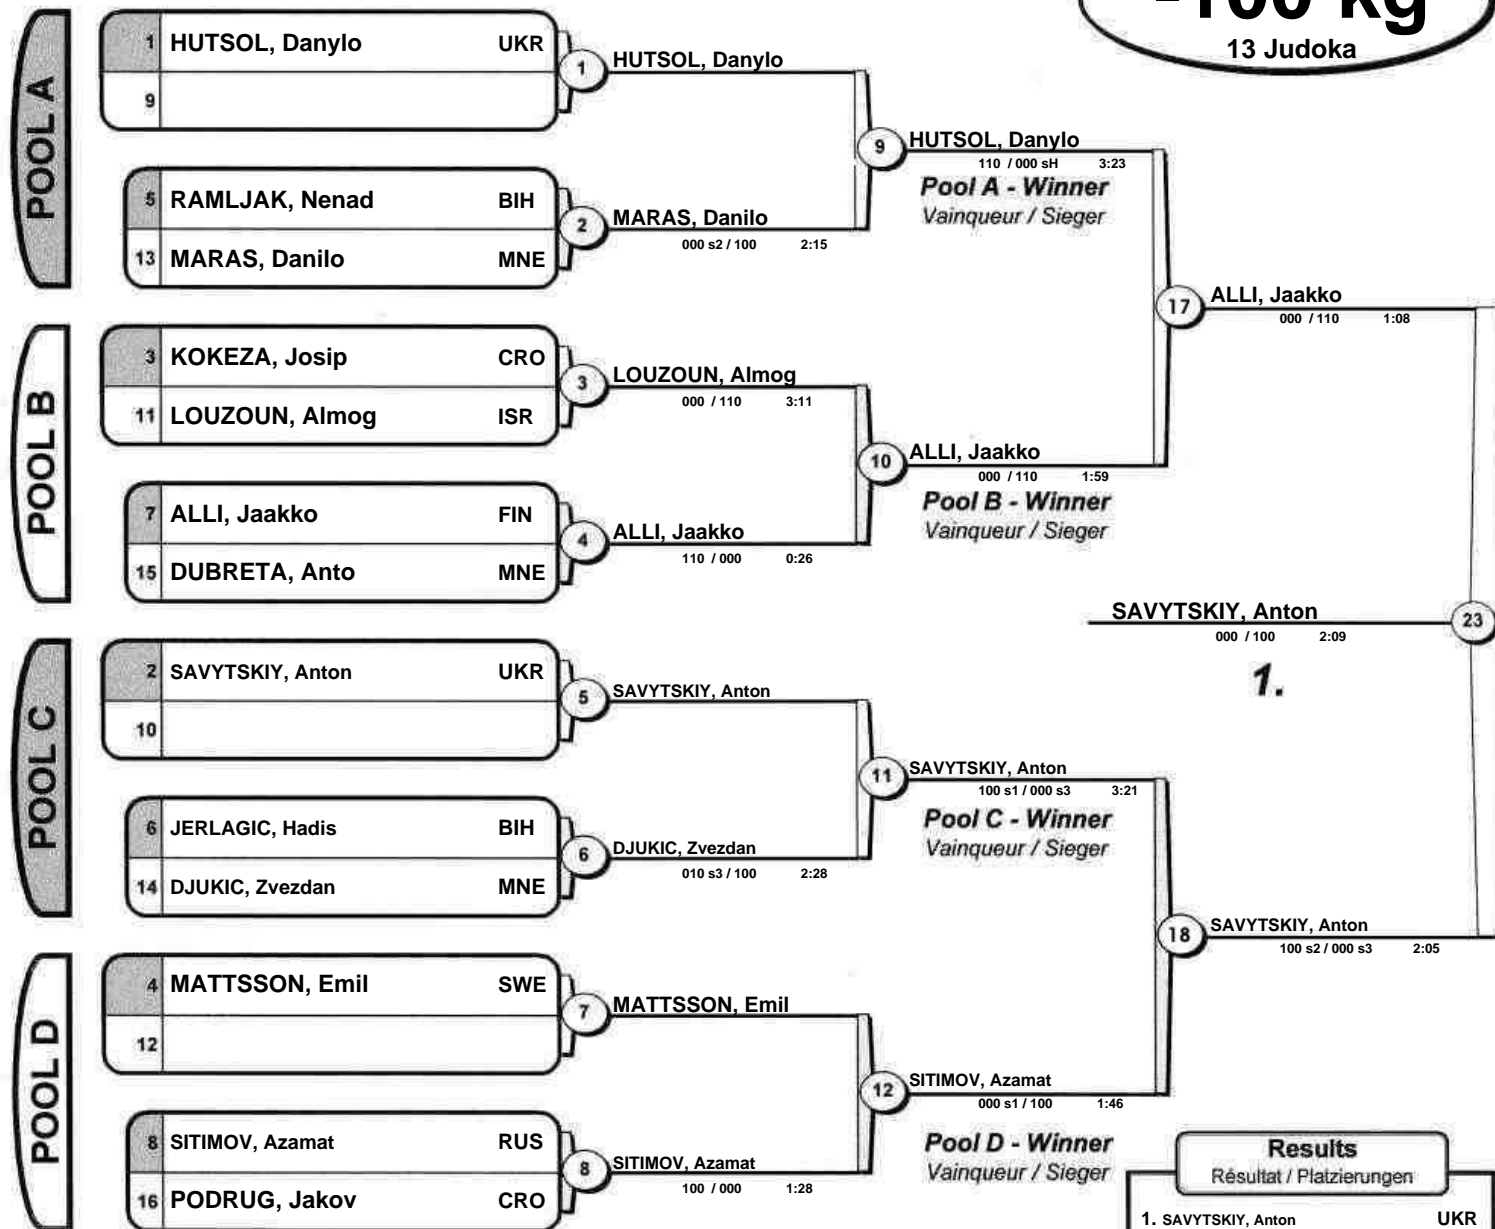 -100 kg
13 Judoka
POOL A
1 HUTSOL, Danylo UKR
9
1 HUTSOL, Danylo
5 RAMLJAK, Nenad BIH
13 MARAS, Danilo MNE
2 MARAS, Danilo
000 s2 / 100 2:15
9 HUTSOL, Danylo
110 / 000 sH 3:23
Pool A - Winner
Vainqueur / Sieger
POOL B
3 KOKEZA, Josip CRO
11 LOUZOUN, Almog ISR
3 LOUZOUN, Almog
000 / 110 3:11
7 ALLI, Jaakko FIN
15 DUBRETA, Anto MNE
4 ALLI, Jaakko
110 / 000 0:26
10 ALLI, Jaakko
000 / 110 1:59
Pool B - Winner
Vainqueur / Sieger
17 ALLI, Jaakko
000 / 110 1:08
SAVYTSKIY, Anton 23
000 / 100 2:09
1.
POOL C
2 SAVYTSKIY, Anton UKR
10
5 SAVYTSKIY, Anton
6 JERLAGIC, Hadis BIH
14 DJUKIC, Zvezdan MNE
6 DJUKIC, Zvezdan
010 s3 / 100 2:28
11 SAVYTSKIY, Anton
100 s1 / 000 s3 3:21
Pool C - Winner
Vainqueur / Sieger
18 SAVYTSKIY, Anton
100 s2 / 000 s3 2:05
POOL D
4 MATTSSON, Emil SWE
12
7 MATTSSON, Emil
8 SITIMOV, Azamat RUS
16 PODRUG, Jakov CRO
8 SITIMOV, Azamat
100 / 000 1:28
12 SITIMOV, Azamat
000 s1 / 100 1:46
Pool D - Winner
Vainqueur / Sieger
Results
Résultat / Platzierungen
1. SAVYTSKIY, Anton UKR